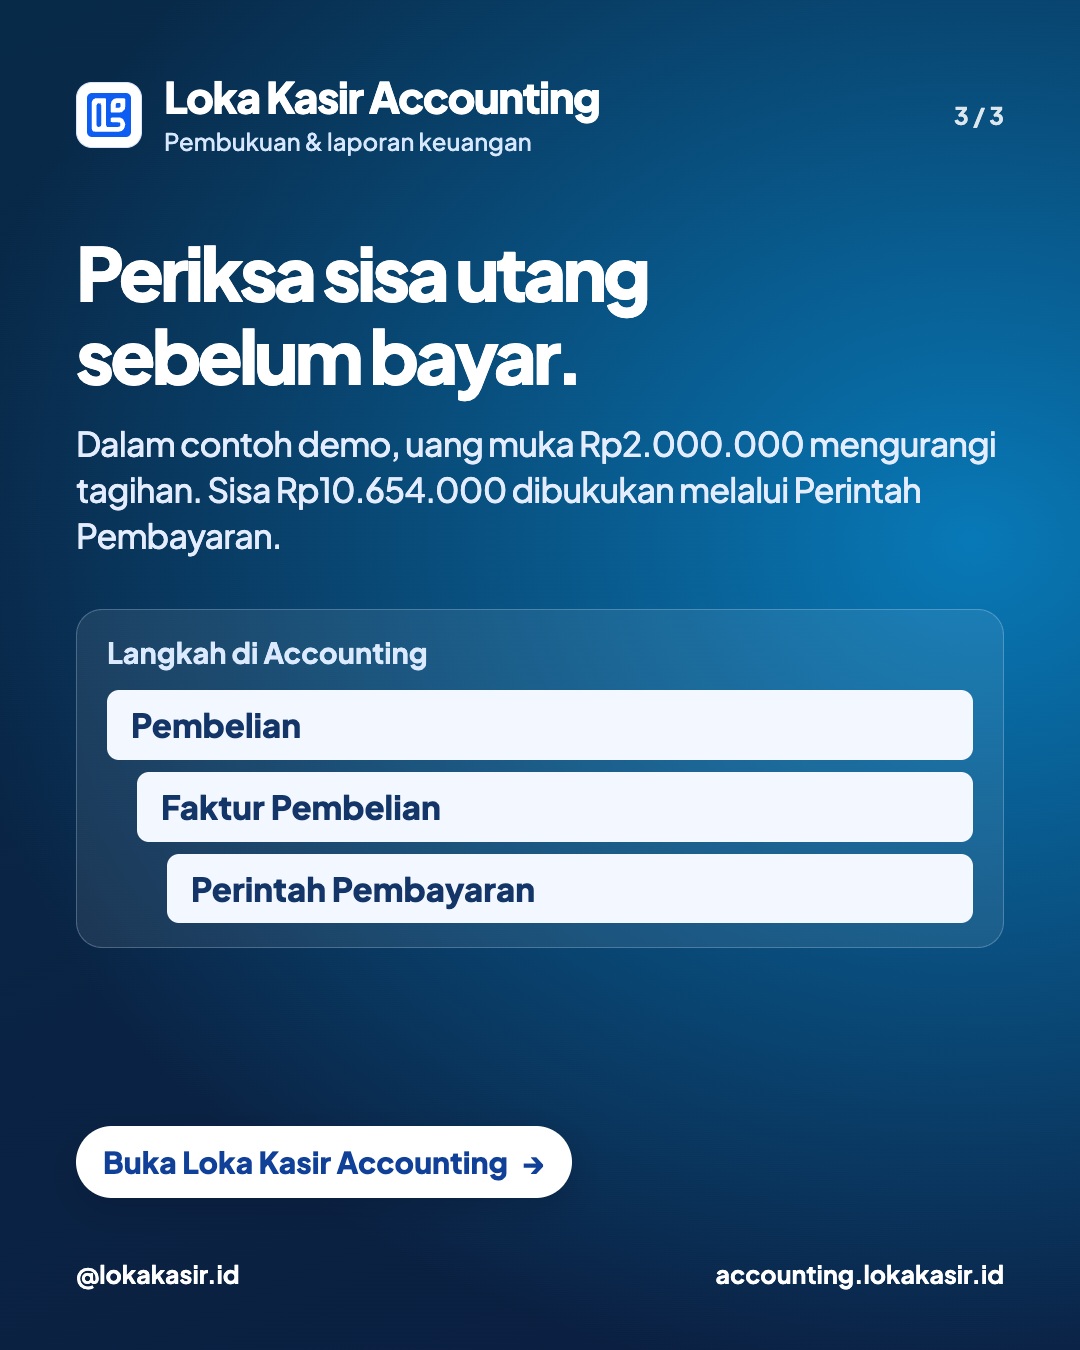 Loka Kasir Accounting
Pembukuan & laporan keuangan
3 / 3
Periksa sisa utang
sebelum bayar.
Dalam contoh demo, uang muka Rp2.000.000 mengurangi
tagihan. Sisa Rp10.654.000 dibukukan melalui Perintah
Pembayaran.
Langkah di Accounting
Pembelian
Faktur Pembelian
Perintah Pembayaran
Buka Loka Kasir Accounting →
@lokakasir.id
accounting.lokakasir.id